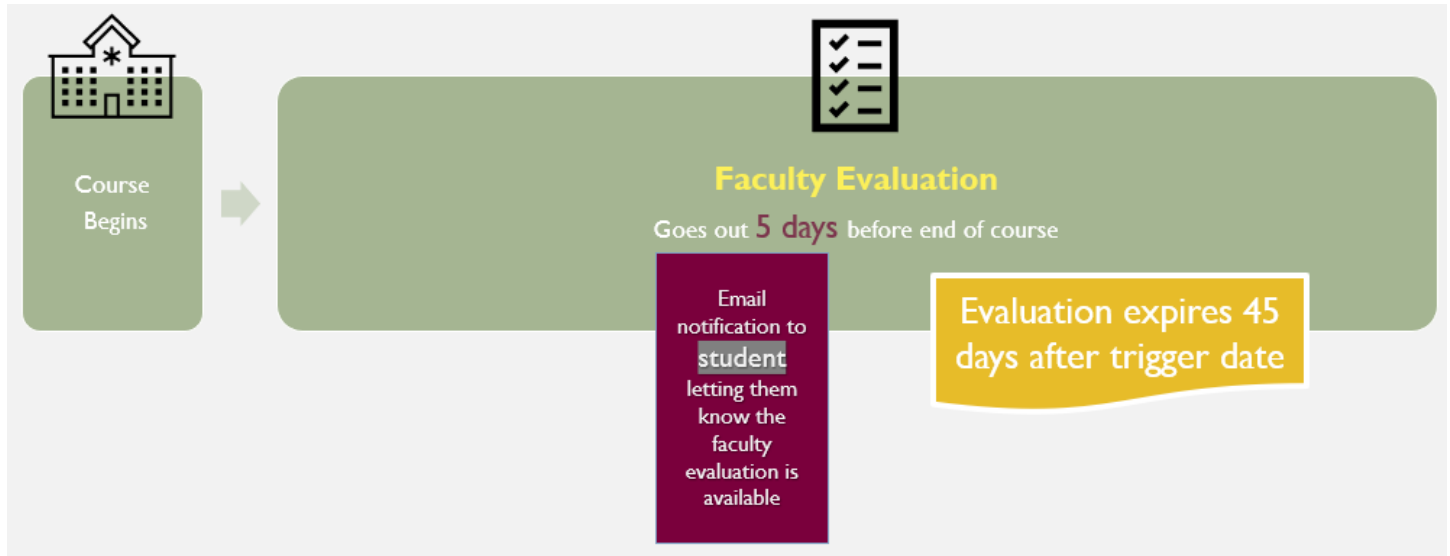 Course
Begins
Faculty Evaluation
Goes out 5 days before end of course
Email
notification to
student
letting them
know the
faculty
evaluation is
available
Evaluation expires 45
days after trigger date